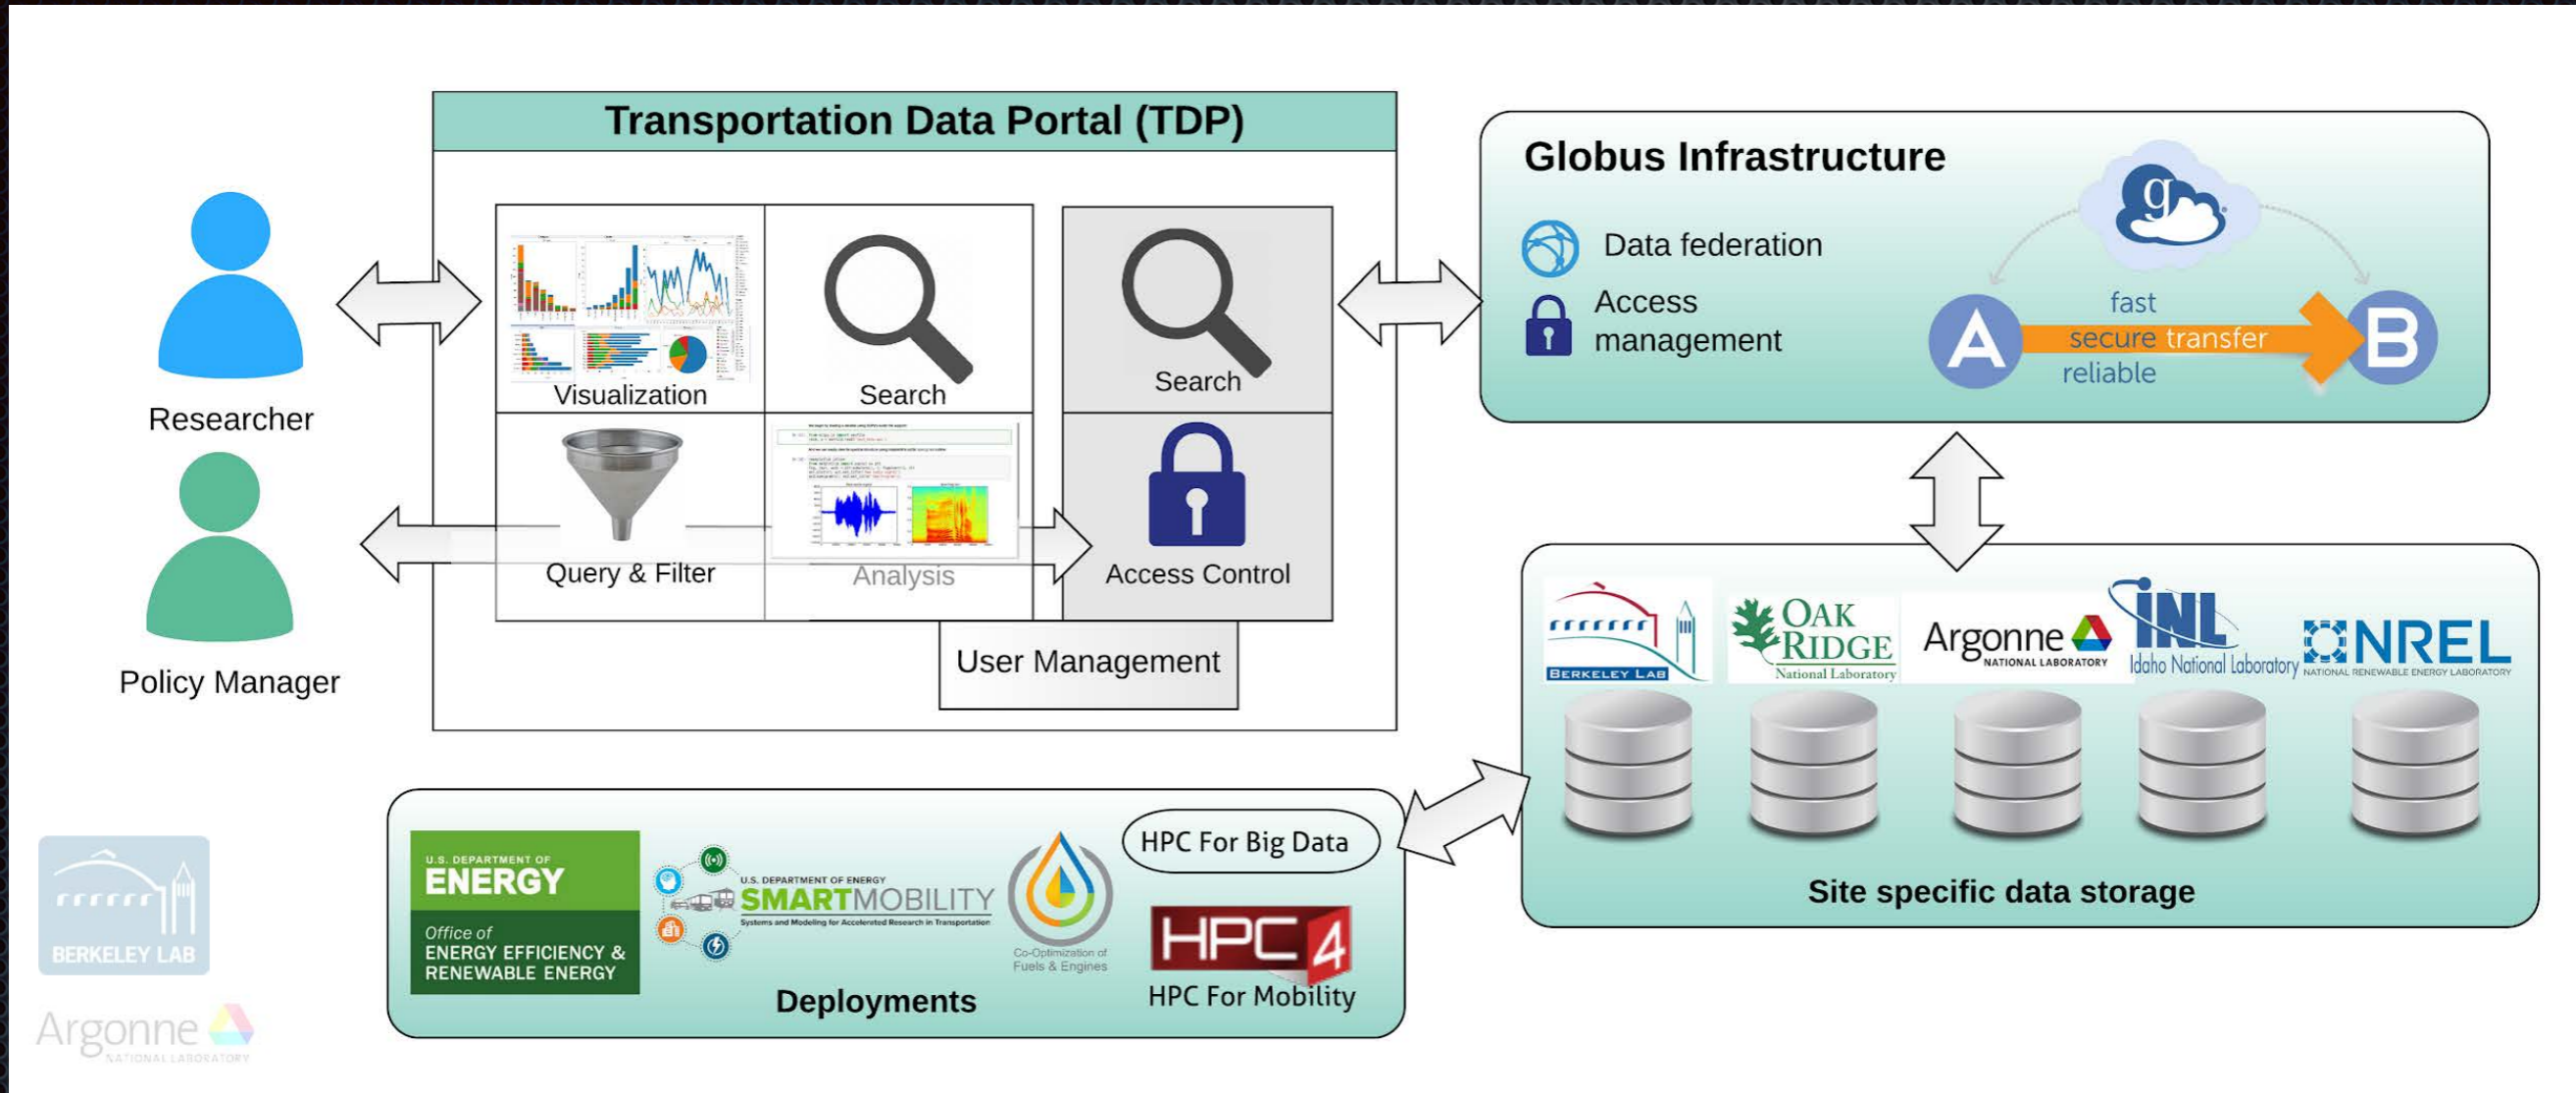 Transportation Data Portal (TDP)
Visualization
Search
Search
Query & Filter
Analysis
Access Control
User Management
Researcher
Policy Manager
Globus Infrastructure
Data federation
Access
management
g
fast
A
secure transfer
B
reliable
BERKELEY LAB
OAK
RIDGE
National Laboratory
Argonne
NATIONAL LABORATORY
INL
Idaho National Laboratory
NREL
NATIONAL RENEWABLE ENERGY LABORATORY
Site specific data storage
U.S. DEPARTMENT OF
ENERGY
Office of
ENERGY EFFICIENCY &
RENEWABLE ENERGY
U.S. DEPARTMENT OF ENERGY
SMARTMOBILITY
Systems and Modeling for Accelerated Research in Transportation
Co-Optimization of
Fuels & Engines
HPC For Big Data
HPC 4
HPC For Mobility
Deployments
BERKELEY LAB
Argonne
NATIONAL LABORATORY